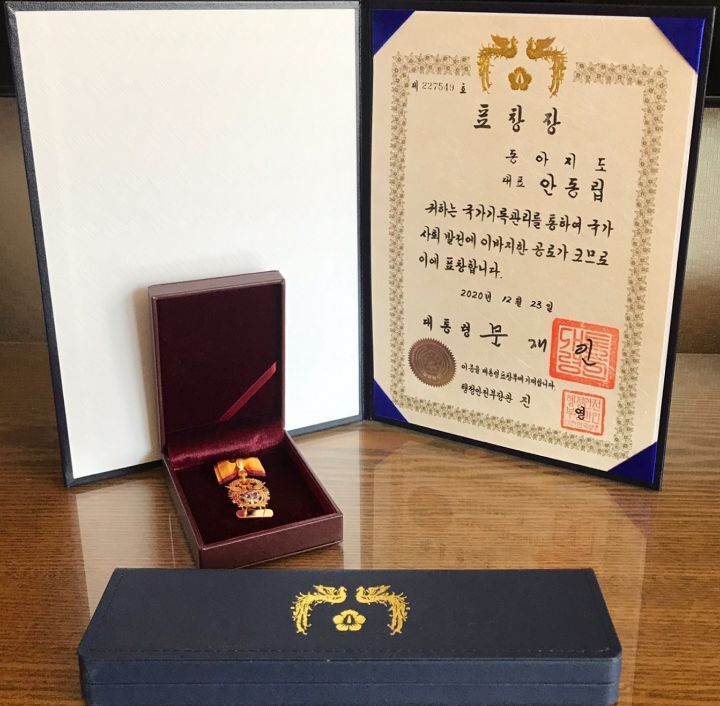 제 227549 호
표 창 장
동 아 지 도
대표 안동립
귀하는 국가기록관리를 통하여 국가
사회 발전에 이바지한 공로가 크므로
이에 표창합니다.
2020년 12월 23일
대통령 문 재 인
이 증을 대통령 표창부에 기재합니다.
행정안전부장관 진 영